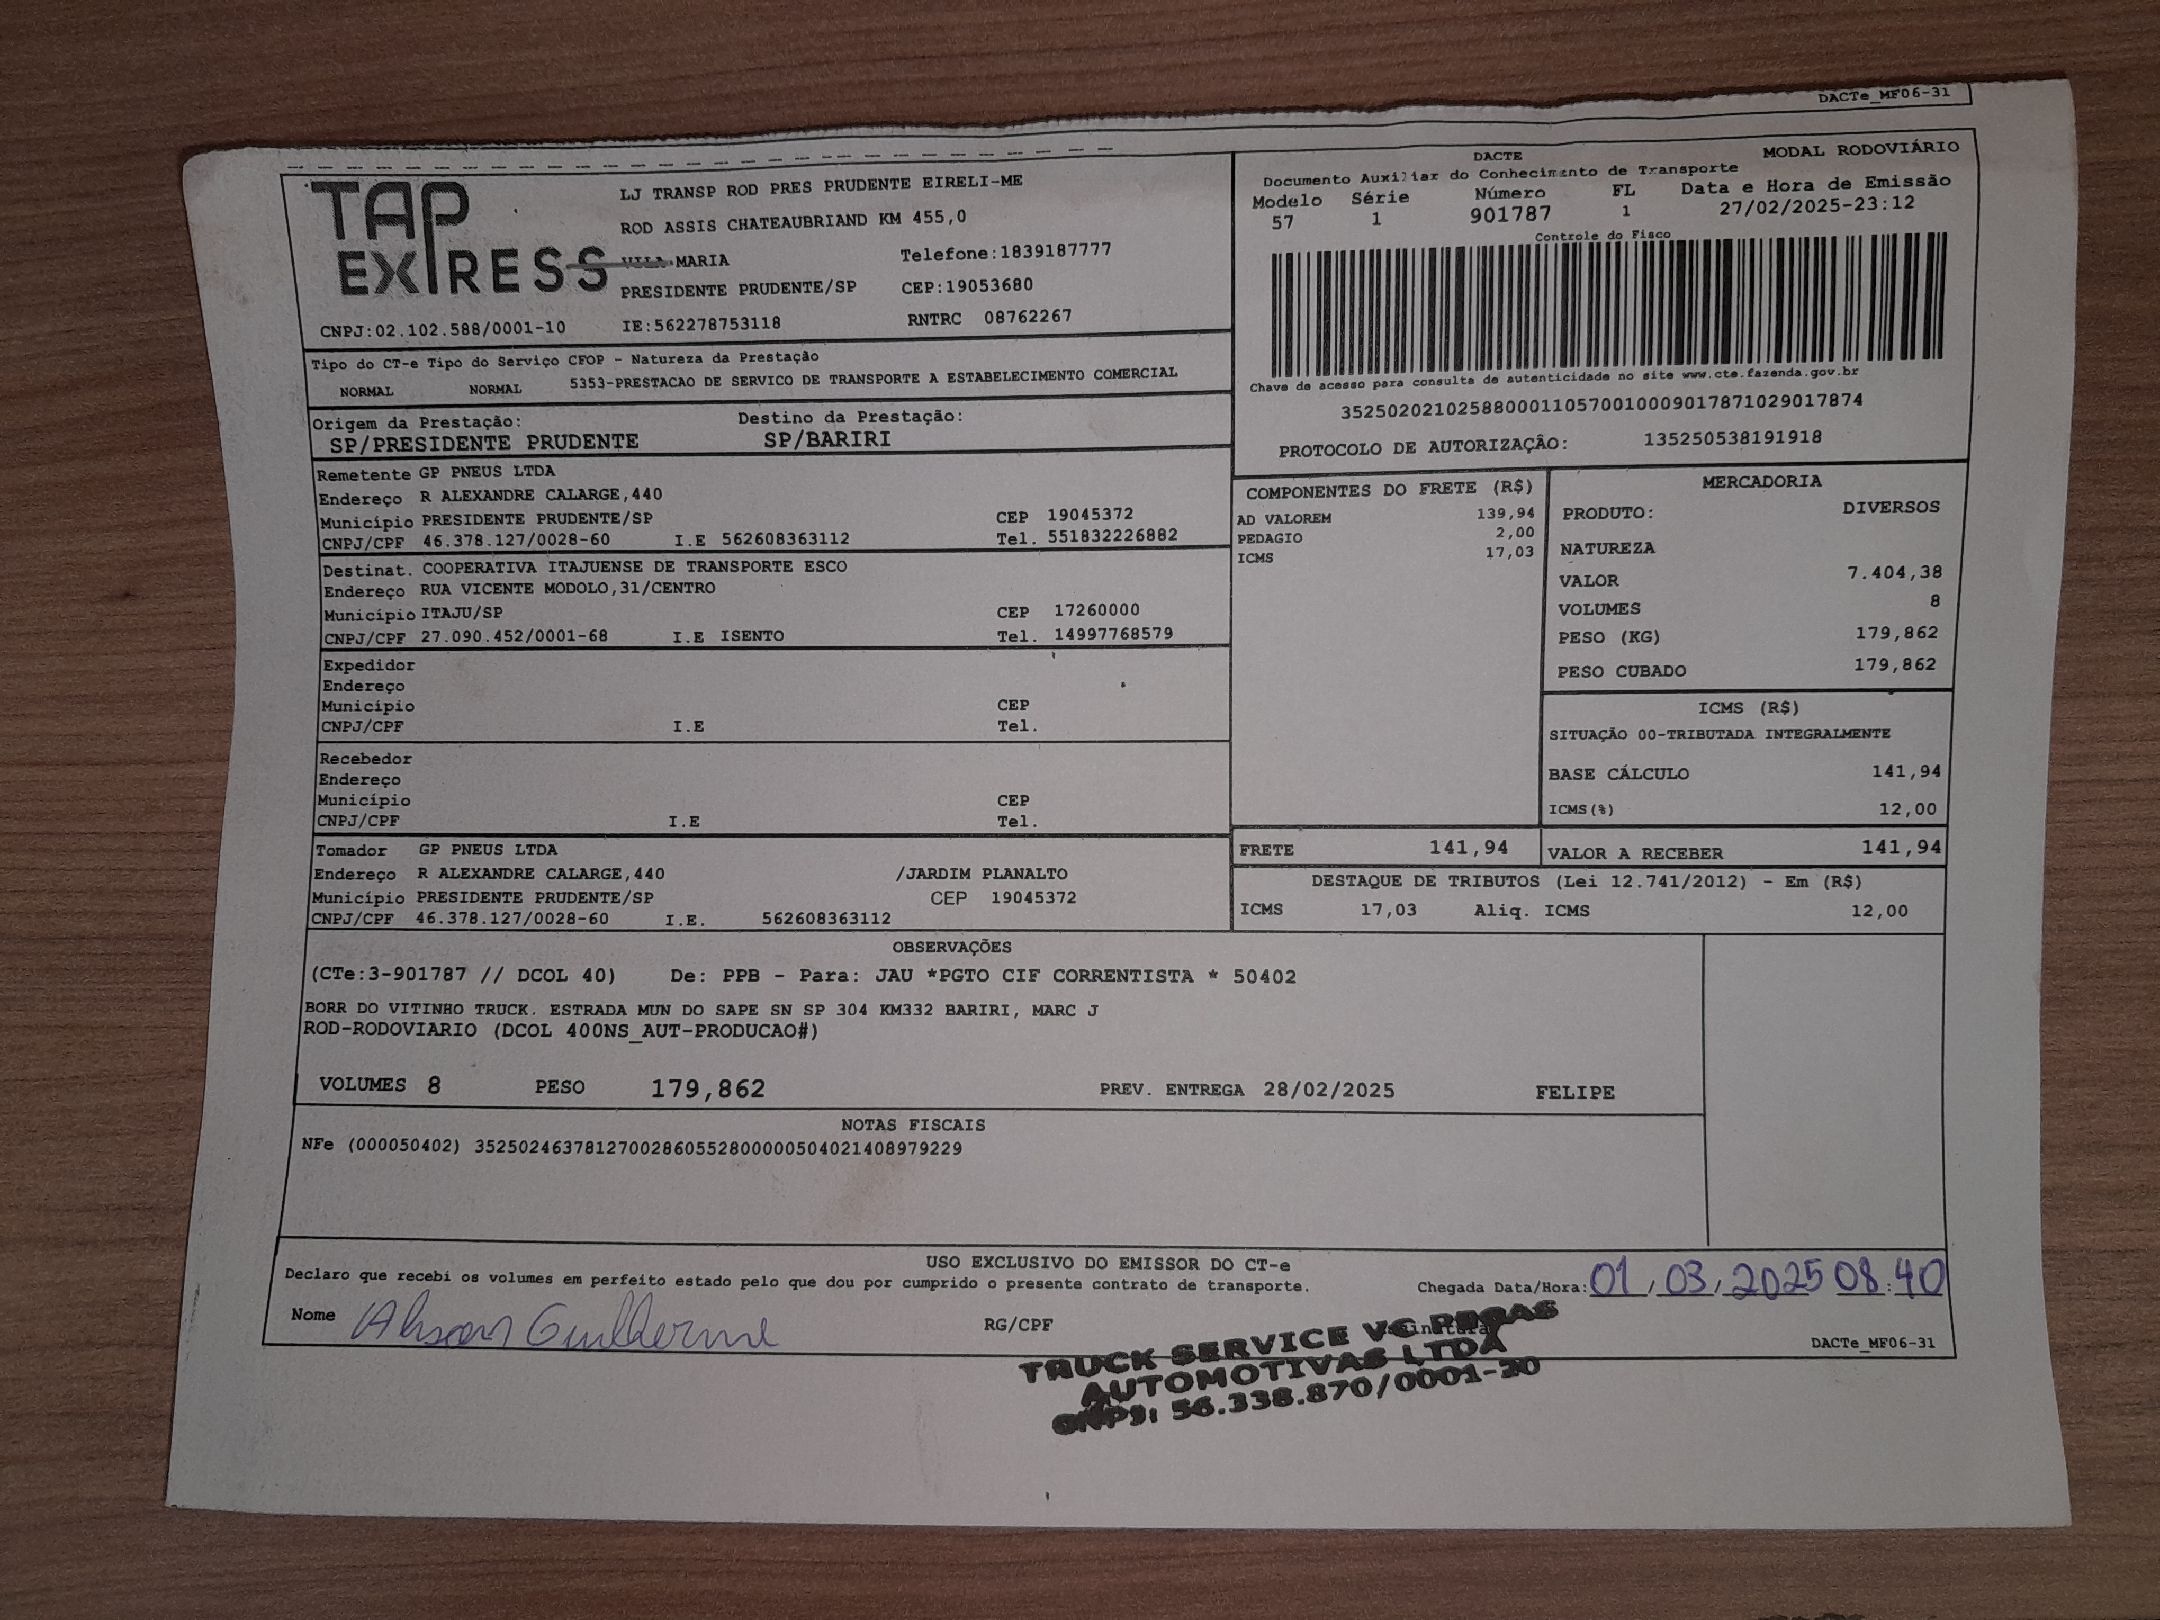 DACTe_MF06-31
TAP
EXPRESS
LJ TRANSP ROD PRES PRUDENTE EIRELI-ME
ROD ASSIS CHATEAUBRIAND KM 455,0
VILA MARIA
Telefone:1839187777
PRESIDENTE PRUDENTE/SP CEP:19053680
CNPJ:02.102.588/0001-10 IE:562278753118 RNTRC 08762267
DACTE MODAL RODOVIÁRIO
Documento Auxiliar do Conhecimento de Transporte
Modelo Série Número FL Data e Hora de Emissão
57 1 901787 1 27/02/2025-23:12
Controle do Fisco
Chave de acesso para consulta de autenticidade no site www.cte.fazenda.gov.br
35250202102588000110570010009017871029017874
PROTOCOLO DE AUTORIZAÇÂO: 135250538191918
Tipo do CT-e Tipo do Serviço CFOP - Natureza da Prestação
NORMAL NORMAL 5353-PRESTACAO DE SERVICO DE TRANSPORTE A ESTABELECIMENTO COMERCIAL
Origem da Prestação: Destino da Prestação:
SP/PRESIDENTE PRUDENTE SP/BARIRI
Remetente GP PNEUS LTDA
Endereço R ALEXANDRE CALARGE,440
Município PRESIDENTE PRUDENTE/SP CEP 19045372
CNPJ/CPF 46.378.127/0028-60 I.E 562608363112 Tel. 551832226882
Destinat. COOPERATIVA ITAJUENSE DE TRANSPORTE ESCO
Endereço RUA VICENTE MODOLO,31/CENTRO
Município ITAJU/SP CEP 17260000
CNPJ/CPF 27.090.452/0001-68 I.E ISENTO Tel. 14997768579
Expedidor
Endereço
Município CEP
CNPJ/CPF I.E Tel.
Recebedor
Endereço
Município CEP
CNPJ/CPF I.E Tel.
Tomador GP PNEUS LTDA
Endereço R ALEXANDRE CALARGE,440 /JARDIM PLANALTO
Município PRESIDENTE PRUDENTE/SP CEP 19045372
CNPJ/CPF 46.378.127/0028-60 I.E. 562608363112
COMPONENTES DO FRETE (R$)
AD VALOREM 139,94
PEDAGIO 2,00
ICMS 17,03
MERCADORIA
PRODUTO: DIVERSOS
NATUREZA
VALOR 7.404,38
VOLUMES 8
PESO (KG) 179,862
PESO CUBADO 179,862
ICMS (R$)
SITUAÇÃO 00-TRIBUTADA INTEGRALMENTE
BASE CÁLCULO 141,94
ICMS(%) 12,00
FRETE 141,94 VALOR A RECEBER 141,94
DESTAQUE DE TRIBUTOS (Lei 12.741/2012) - Em (R$)
ICMS 17,03 Aliq. ICMS 12,00
OBSERVAÇÕES
(CTe:3-901787 // DCOL 40) De: PPB - Para: JAU *PGTO CIF CORRENTISTA * 50402
BORR DO VITINHO TRUCK. ESTRADA MUN DO SAPE SN SP 304 KM332 BARIRI, MARC J
ROD-RODOVIARIO (DCOL 400NS_AUT-PRODUCAO#)
VOLUMES 8 PESO 179,862 PREV. ENTREGA 28/02/2025 FELIPE
NOTAS FISCAIS
NFe (000050402) 35250246378127002860552800000504021408979229
USO EXCLUSIVO DO EMISSOR DO CT-e
Declaro que recebi os volumes em perfeito estado pelo que dou por cumprido o presente contrato de transporte.
Chegada Data/Hora: 01/03/2025 08:40
Nome Guilherme RG/CPF
DACTe_MF06-31
TRUCK SERVICE VG PEÇAS
AUTOMOTIVAS LTDA
CNPJ: 56.338.870/0001-20